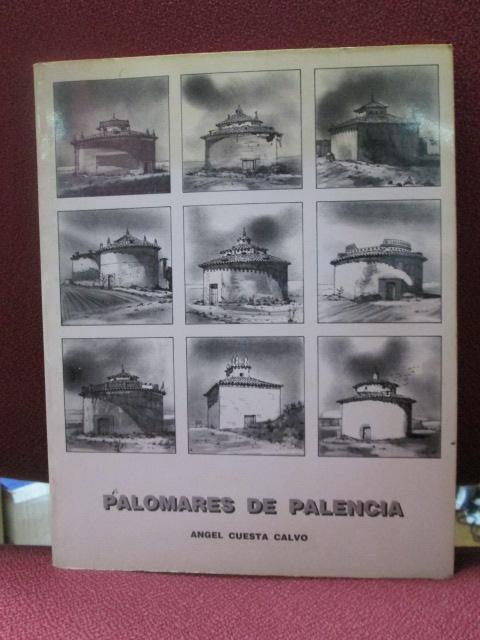 PALOMARES DE PALENCIA
ANGEL CUESTA CALVO